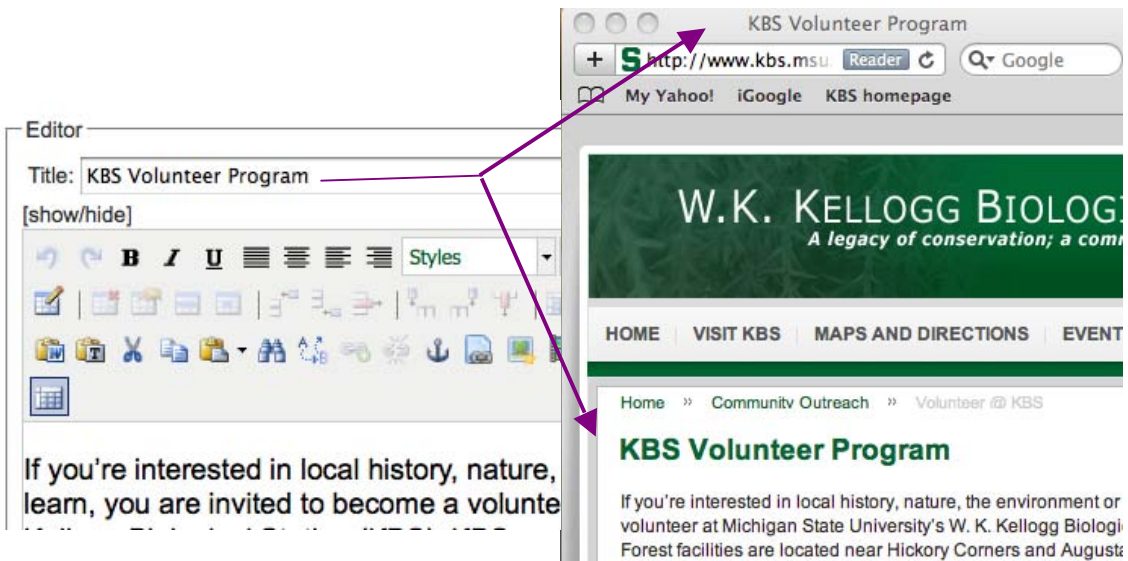 Editor
Title: KBS Volunteer Program
[show/hide]
B I U Styles
If you're interested in local history, nature,
learn, you are invited to become a volunte
KBS Volunteer Program
+ S http://www.kbs.msu. Reader Google
My Yahoo! iGoogle KBS homepage
W.K. KELLOGG BIOLOGI
A legacy of conservation; a comm
HOME VISIT KBS MAPS AND DIRECTIONS EVENT
Home » Community Outreach » Volunteer @ KBS
KBS Volunteer Program
If you're interested in local history, nature, the environment or
volunteer at Michigan State University's W. K. Kellogg Biologi
Forest facilities are located near Hickory Corners and Augusta